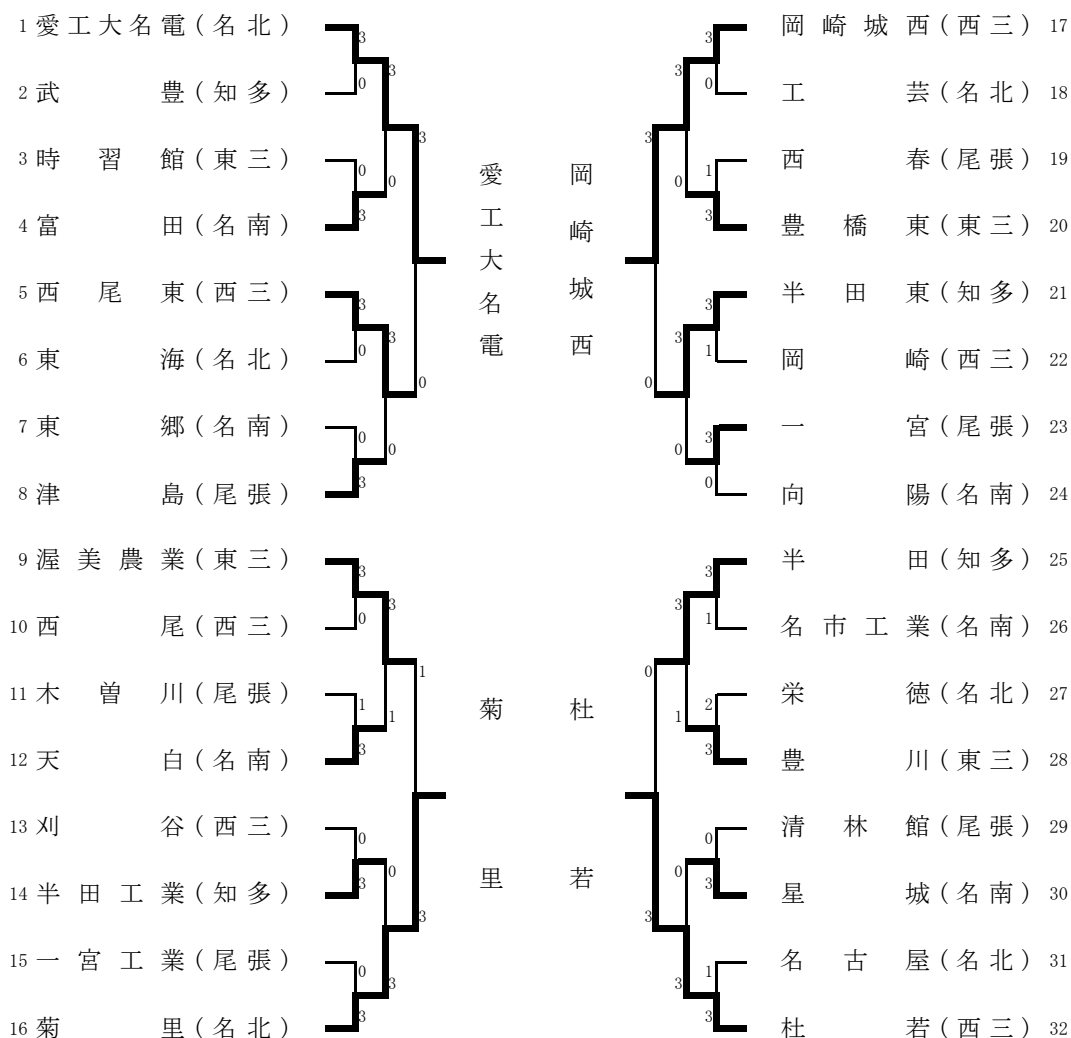 1 愛工大名電(名北)
2 武豊(知多)
3 時習館(東三)
4 富田(名南)
5 西尾東(西三)
6 東海(名北)
7 東郷(名南)
8 津島(尾張)
9 渥美農業(東三)
10 西尾(西三)
11 木曽川(尾張)
12 天白(名南)
13 刈谷(西三)
14 半田工業(知多)
15 一宮工業(尾張)
16 菊里(名北)
3
0
3
0
3
0
3
3
0
3
0
0
0
3
3
0
3
1
3
1
1
3
0
3
0
3
0
3
3
愛工大名電
菊里
岡崎城西
杜若
3
0
3
3
1
0
3
3
1
3
0
3
0
0
3
1
3
0
2
1
3
0
3
0
3
1
3
3
岡崎城西(西三) 17
工芸(名北) 18
西春(尾張) 19
豊橋東(東三) 20
半田東(知多) 21
岡崎(西三) 22
一宮(尾張) 23
向陽(名南) 24
半田(知多) 25
名市工業(名南) 26
栄徳(名北) 27
豊川(東三) 28
清林館(尾張) 29
星城(名南) 30
名古屋(名北) 31
杜若(西三) 32